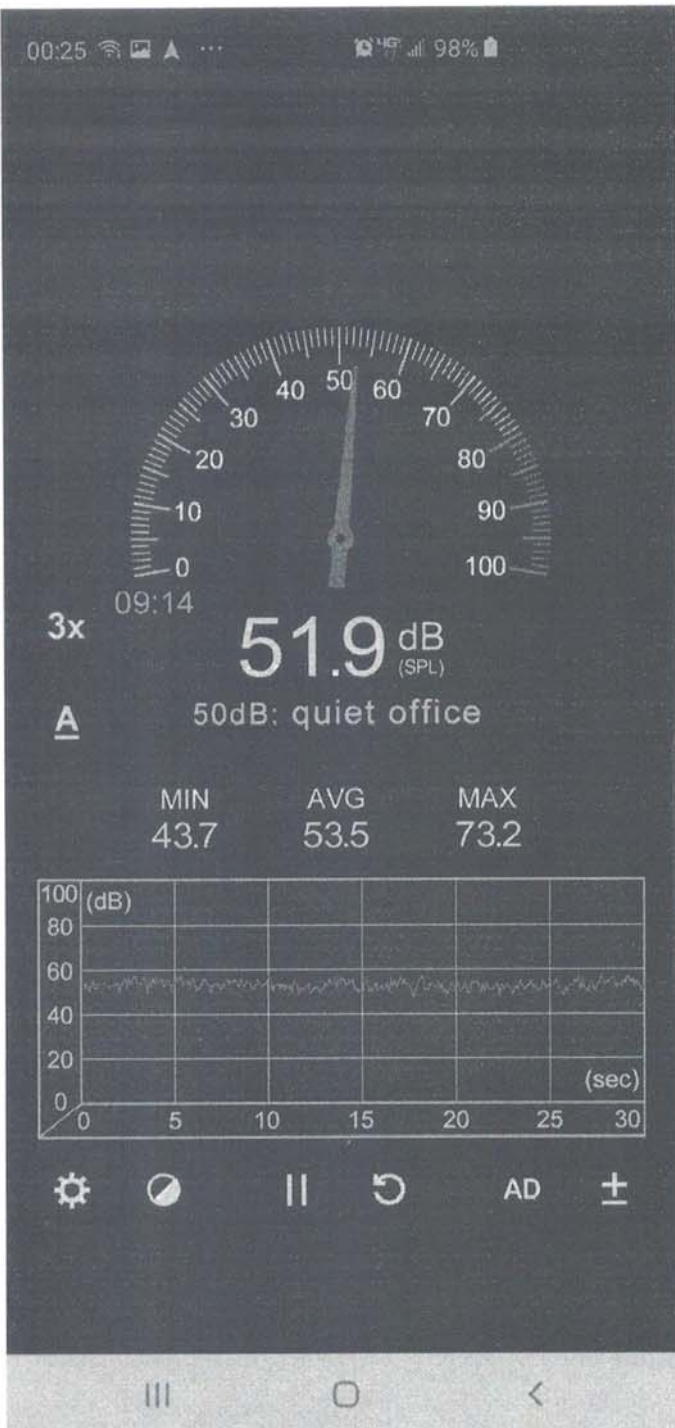 00:25 ... 4G 98%
50
40 60
30 70
20 80
10 90
0 100
09:14
3x
51.9 dB
(SPL)
A 50dB: quiet office
MIN AVG MAX
43.7 53.5 73.2
100 (dB)
80
60
40
20
(sec)
0
0 5 10 15 20 25 30
AD ±